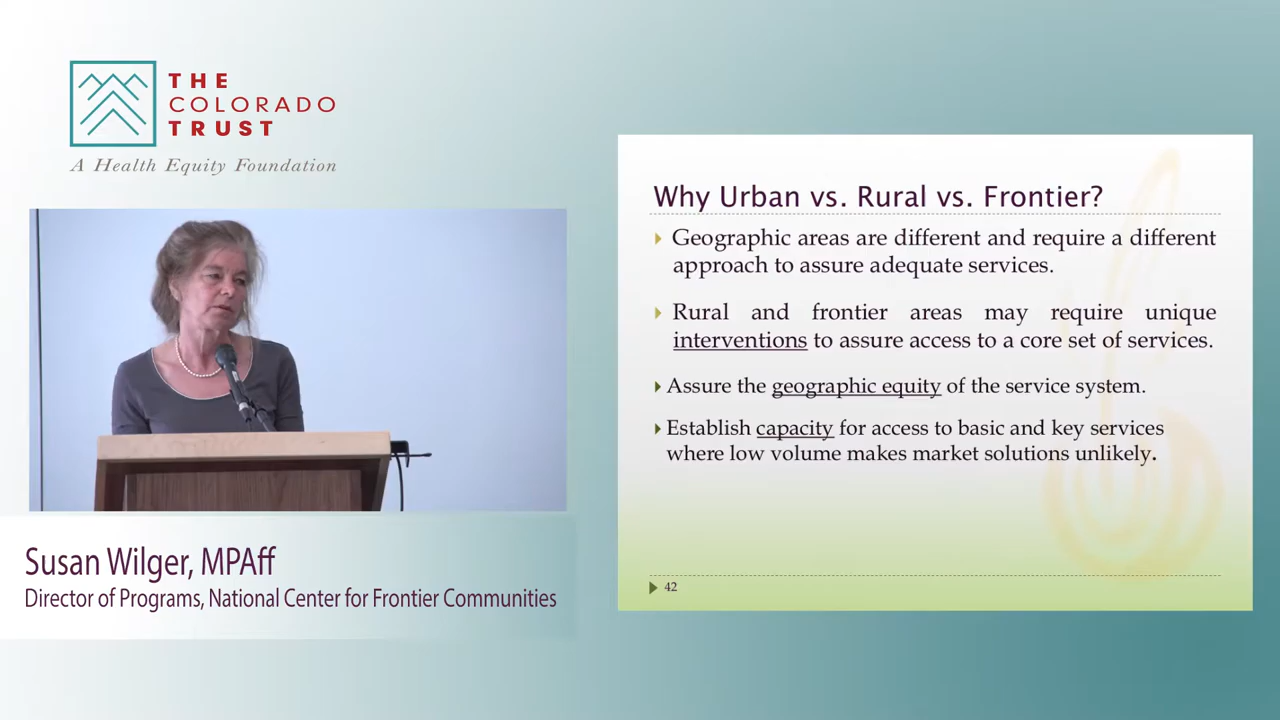 THE
COLORADO
TRUST
A Health Equity Foundation
Susan Wilger, MPAff
Director of Programs, National Center for Frontier Communities
Why Urban vs. Rural vs. Frontier?
Geographic areas are different and require a different
approach to assure adequate services.
Rural and frontier areas may require unique
interventions to assure access to a core set of services.
Assure the geographic equity of the service system.
Establish capacity for access to basic and key services
where low volume makes market solutions unlikely.
42